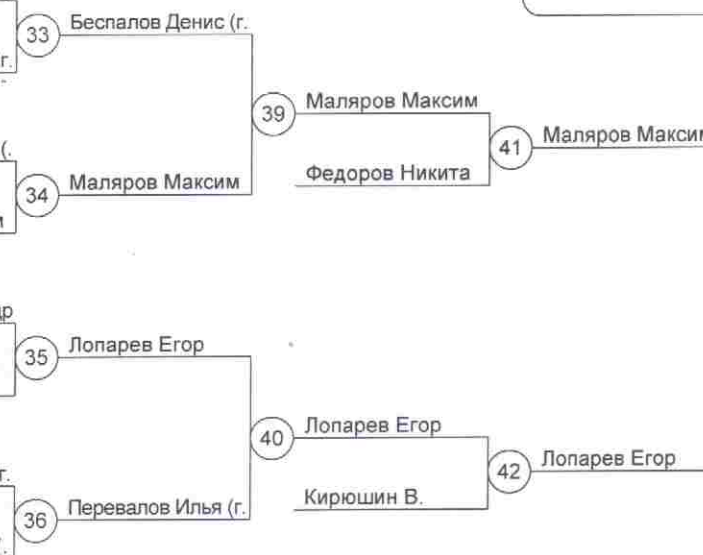 33
Беспалов Денис (г.
г.
39
Маляров Максим
41
Маляров Максим
(.
34
Маляров Максим
Федоров Никита
др
35
Лопарев Егор
40
Лопарев Егор
42
Лопарев Егор
г.
36
Перевалов Илья (г.
Кирюшин В.